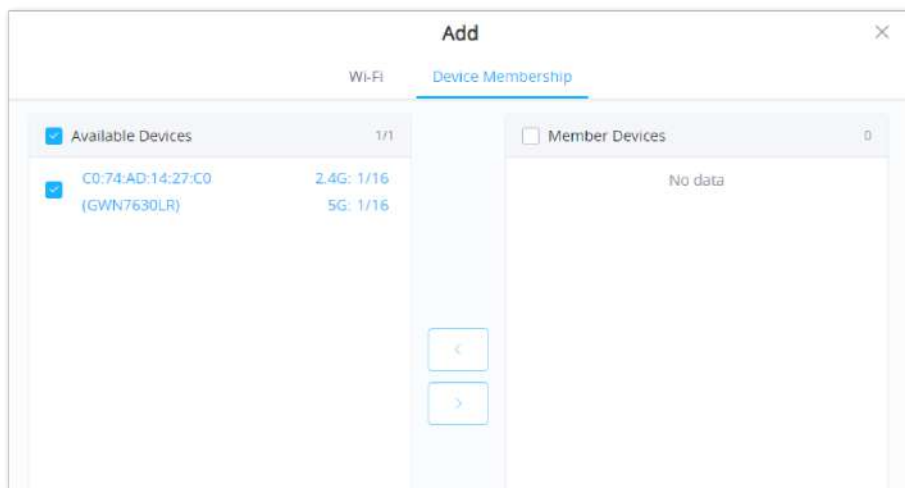 Add
Wi-Fi
Device Membership
Available Devices
1/1
C0:74:AD:14:27:C0
2.4G: 1/16
(GWN7630LR)
5G: 1/16
Member Devices
0
No data